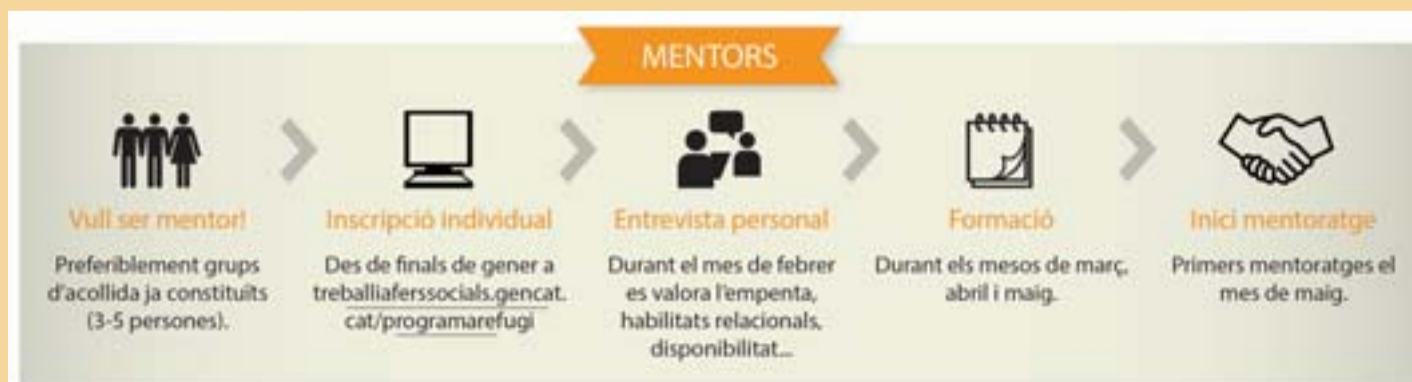 MENTORS
Vull ser mentor!
Preferiblement grups
d'acollida ja constituïts
(3-5 persones).
Inscripció individual
Des de finals de gener a
treballiaferssocials.gencat.
cat/programarefugi
Entrevista personal
Durant el mes de febrer
es valora l'empenta,
habilitats relacionals,
disponibilitat...
Formació
Durant els mesos de març,
abril i maig.
Inici mentoratge
Primers mentoratges el
mes de maig.